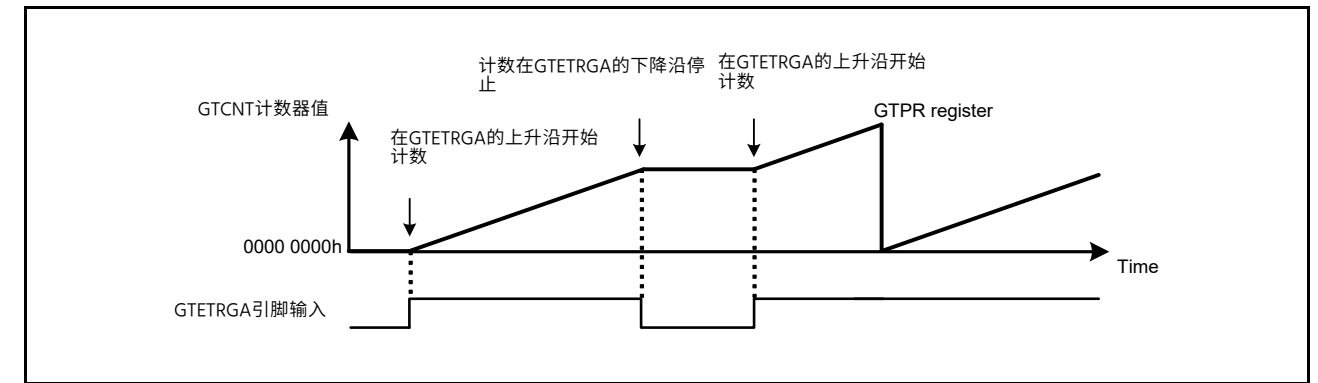 计数在GTETRGA的下降沿停
止
在GTETRGA的上升沿开始
计数
GTCNT计数器值
GTPR register
在GTETRGA的上升沿开始
计数
0000 0000h
Time
GTETRGA引脚输入